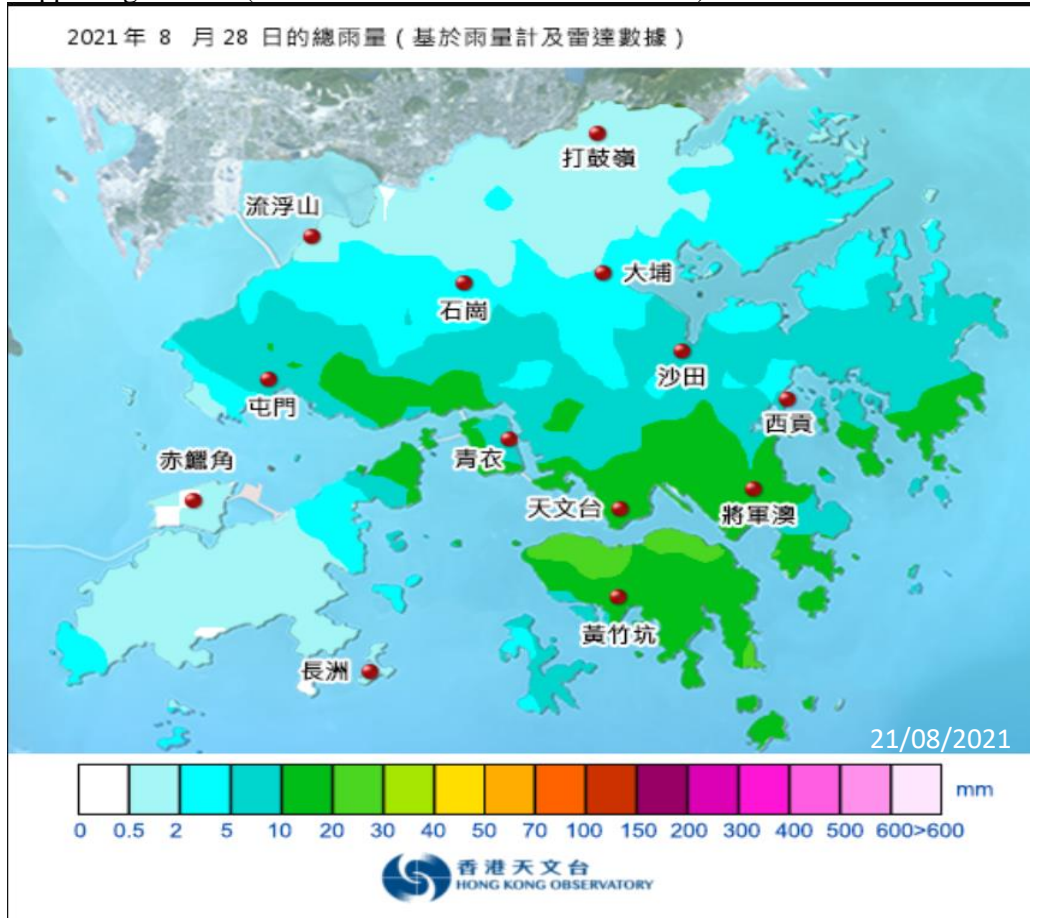 2021年 8 月 28 日的總雨量 ( 基於雨量計及雷達數據 )
打鼓嶺
流浮山
大埔
石崗
沙田
屯門
西貢
青衣
赤鱲角
天文台
將軍澳
黃竹坑
長洲
21/08/2021
mm
0 0.5 2 5 10 20 30 40 50 70 100 150 200 300 400 500 600>600
香港天文台
HONG KONG OBSERVATORY